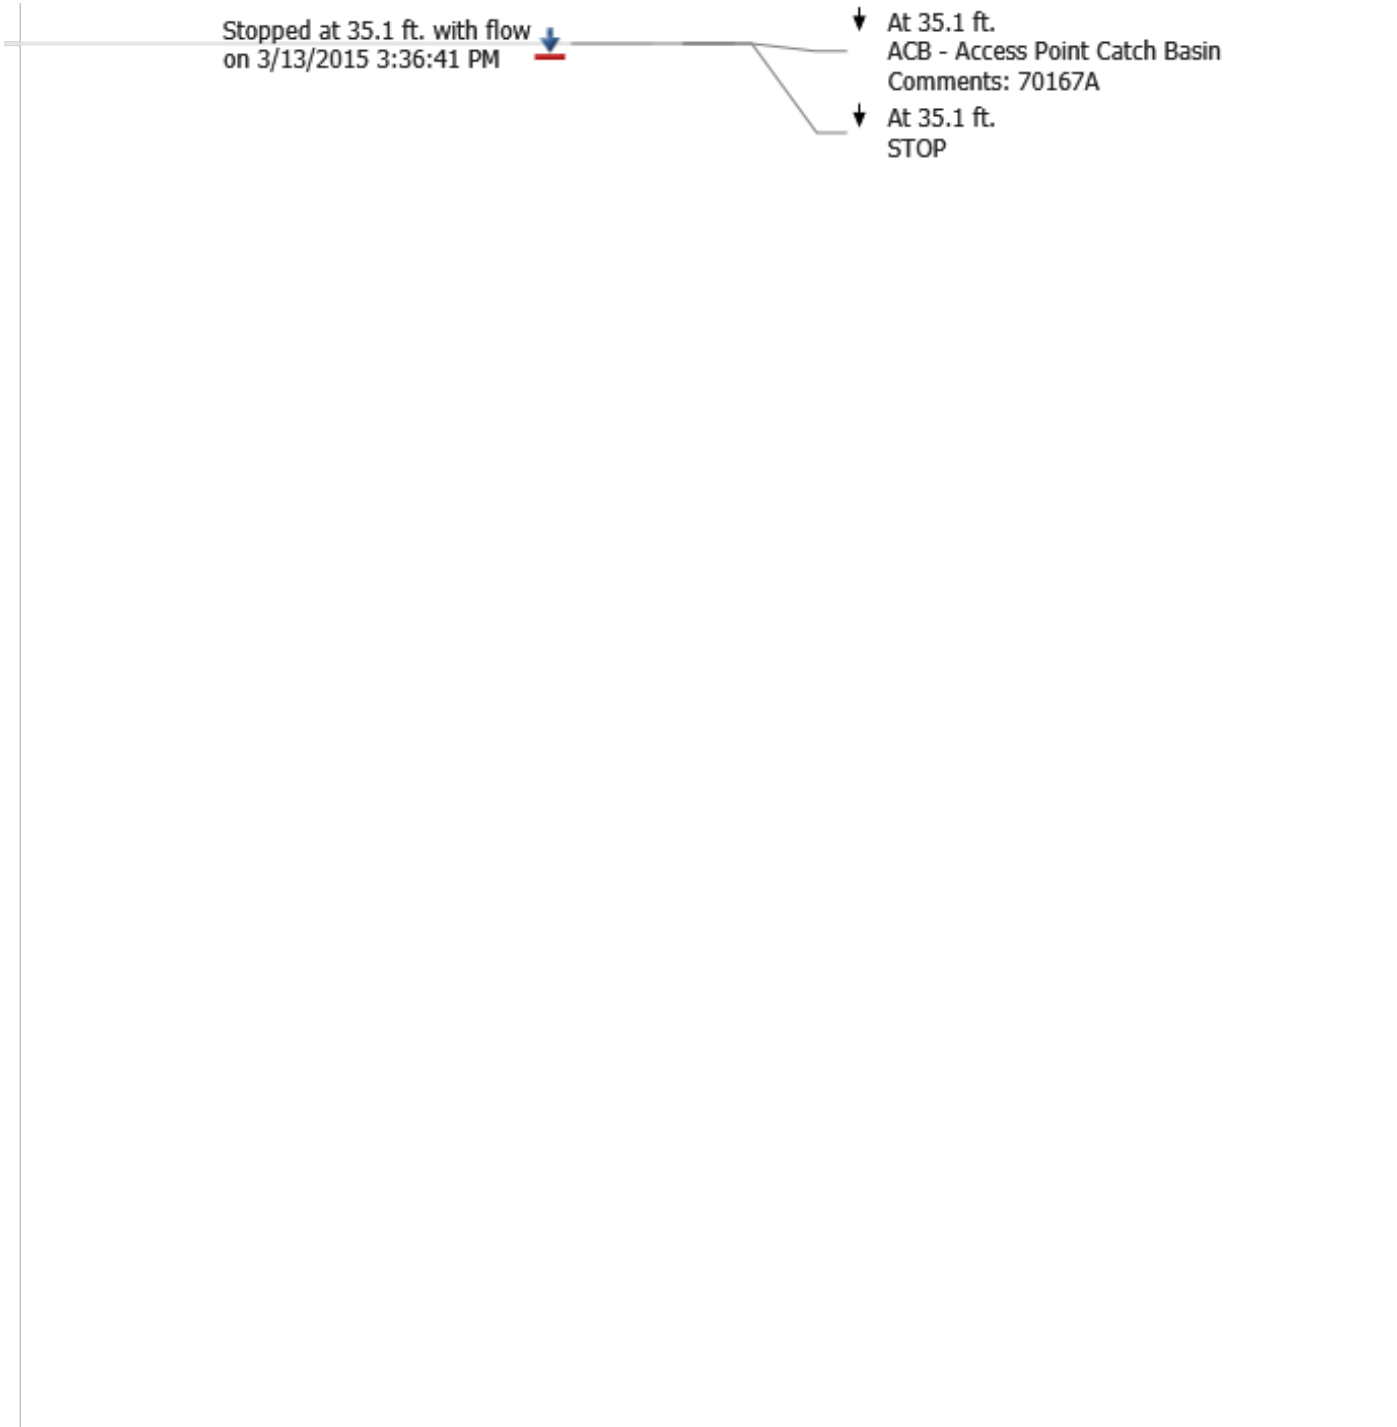 Stopped at 35.1 ft. with flow
on 3/13/2015 3:36:41 PM
At 35.1 ft.
ACB - Access Point Catch Basin
Comments: 70167A
At 35.1 ft.
STOP